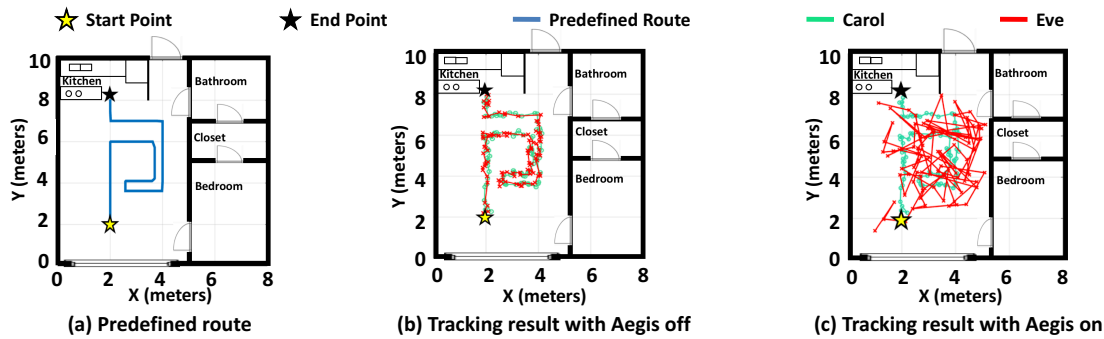 Start Point End Point Predefined Route Carol Eve
10 8 6 4 2 0
Y (meters)
Kitchen
Bathroom
Closet
Bedroom
0 2 4 6 8
X (meters)
(a) Predefined route
10 8 6 4 2 0
Y (meters)
Kitchen
Bathroom
Closet
Bedroom
0 2 4 6 8
X (meters)
(b) Tracking result with Aegis off
10 8 6 4 2 0
Y (meters)
Kitchen
Bathroom
Closet
Bedroom
0 2 4 6 8
X (meters)
(c) Tracking result with Aegis on